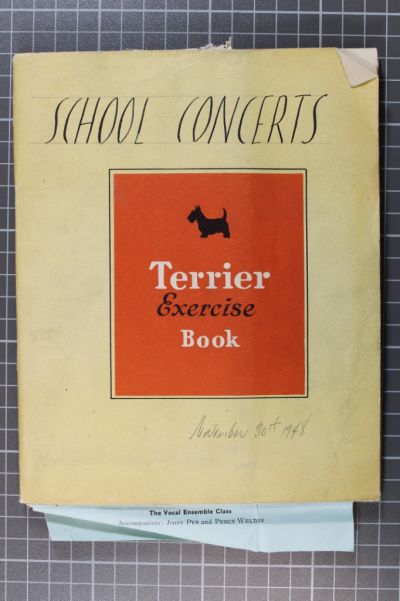 SCHOOL CONCERTS
Terrier
Exercise
Book
November 30th 1948
The Vocal Ensemble Class
Accompanists: JOHN PYE and PERCY WELTON